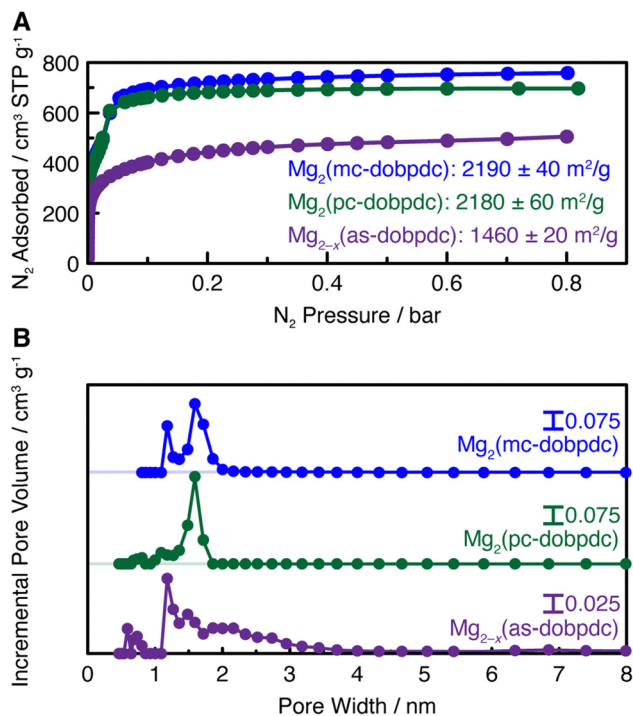 A
N₂ Adsorbed / cm³ STP g⁻¹
800
600
400
200
0
Mg₂(mc-dobpdc): 2190 ± 40 m²/g
Mg₂(pc-dobpdc): 2180 ± 60 m²/g
Mg₂₋ₓ(as-dobpdc): 1460 ± 20 m²/g
0 0.2 0.4 0.6 0.8
N₂ Pressure / bar
B
Incremental Pore Volume / cm³ g⁻¹
0.075
Mg₂(mc-dobpdc)
0.075
Mg₂(pc-dobpdc)
0.025
Mg₂₋ₓ(as-dobpdc)
0 1 2 3 4 5 6 7 8
Pore Width / nm